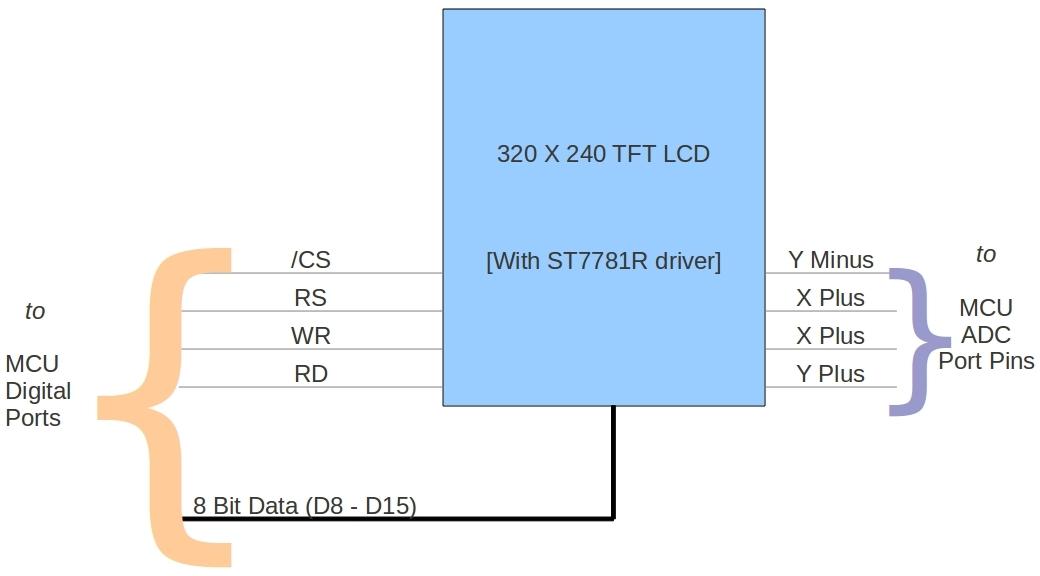 320 X 240 TFT LCD
[With ST7781R driver]
to
MCU
Digital
Ports
/CS
RS
WR
RD
8 Bit Data (D8 - D15)
Y Minus
X Plus
X Plus
Y Plus
to
MCU
ADC
Port Pins